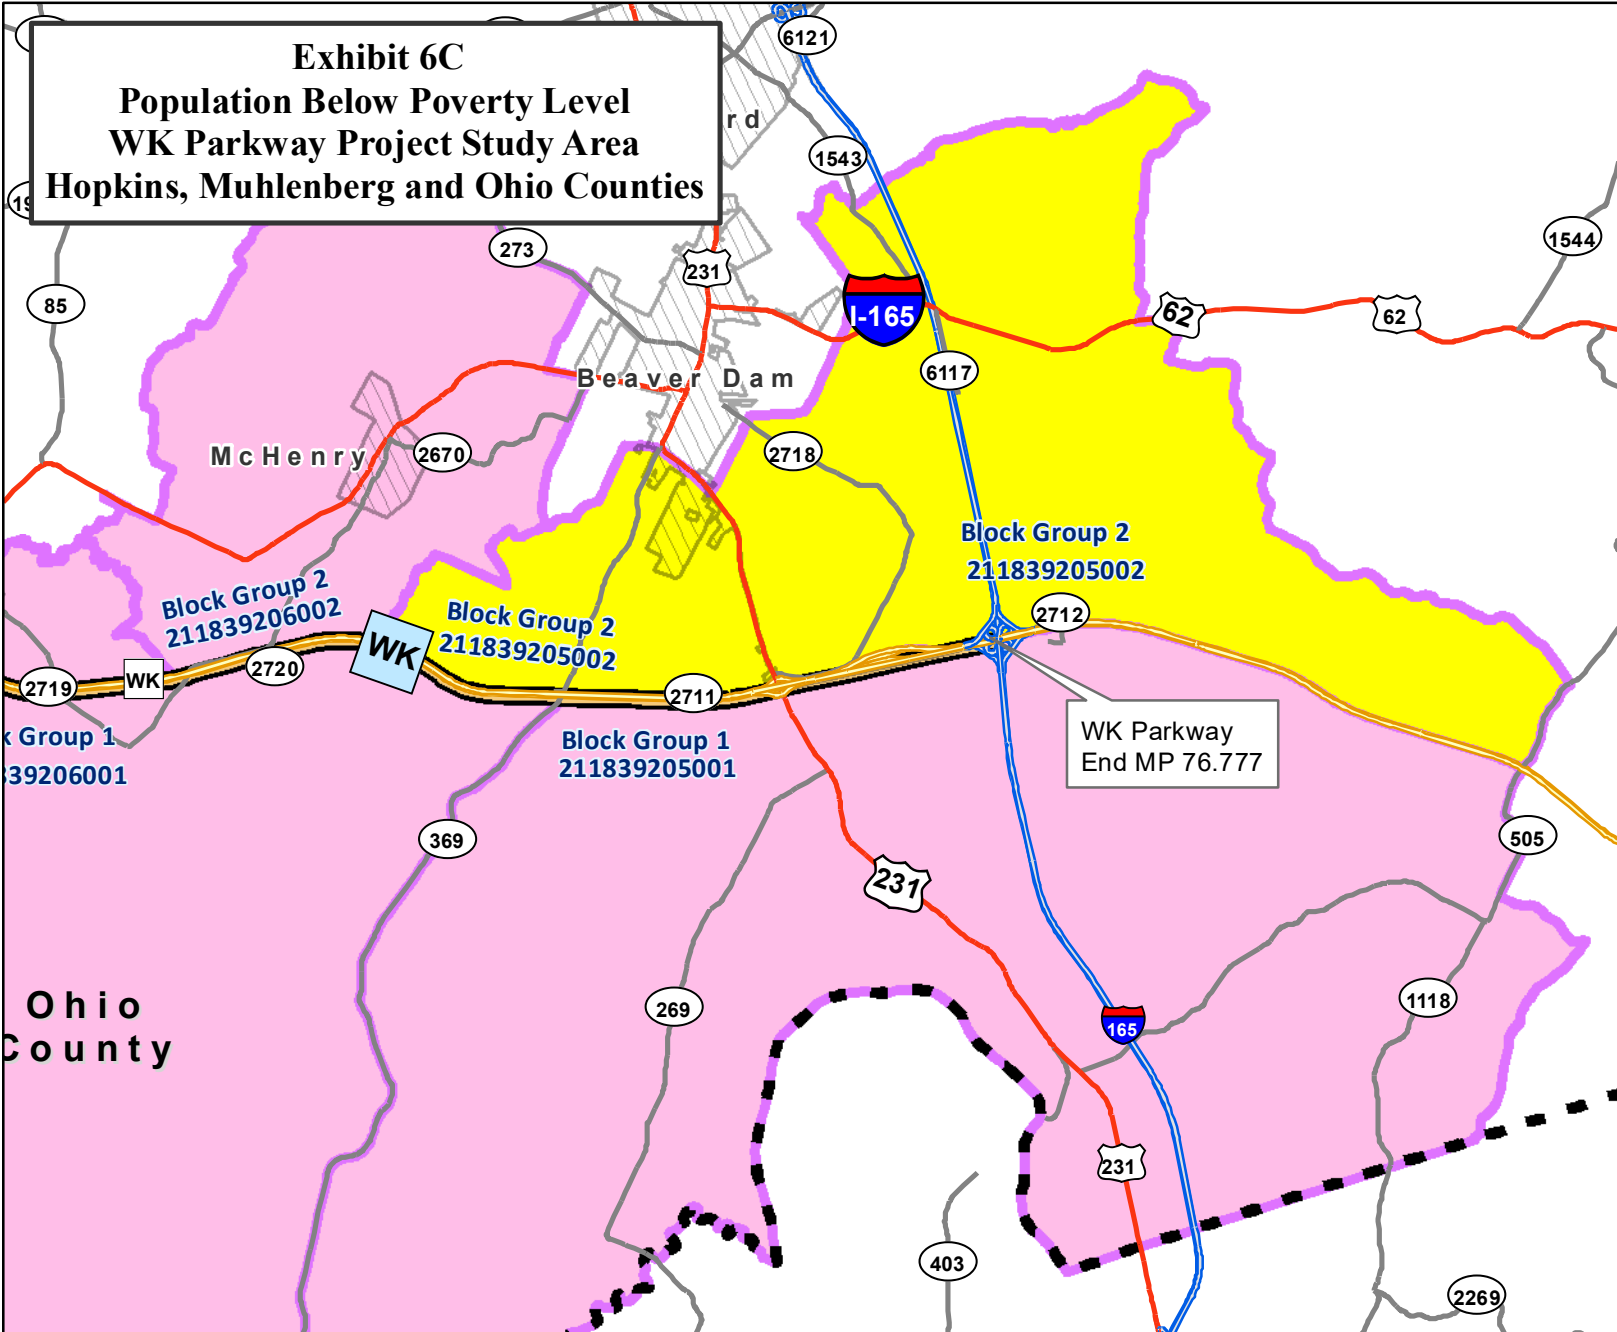 Exhibit 6C
Population Below Poverty Level
WK Parkway Project Study Area
Hopkins, Muhlenberg and Ohio Counties
6121
rd
1543
19
273
231
1544
85
I-165
62
62
6117
Beaver Dam
McHenry
2670
2718
Block Group 2
211839205002
Block Group 2
211839206002
Block Group 2
211839205002
2712
WK
WK
2719
2720
2711
WK Parkway
End MP 76.777
k Group 1
839206001
Block Group 1
211839205001
369
505
231
Ohio
County
269
1118
165
231
403
2269